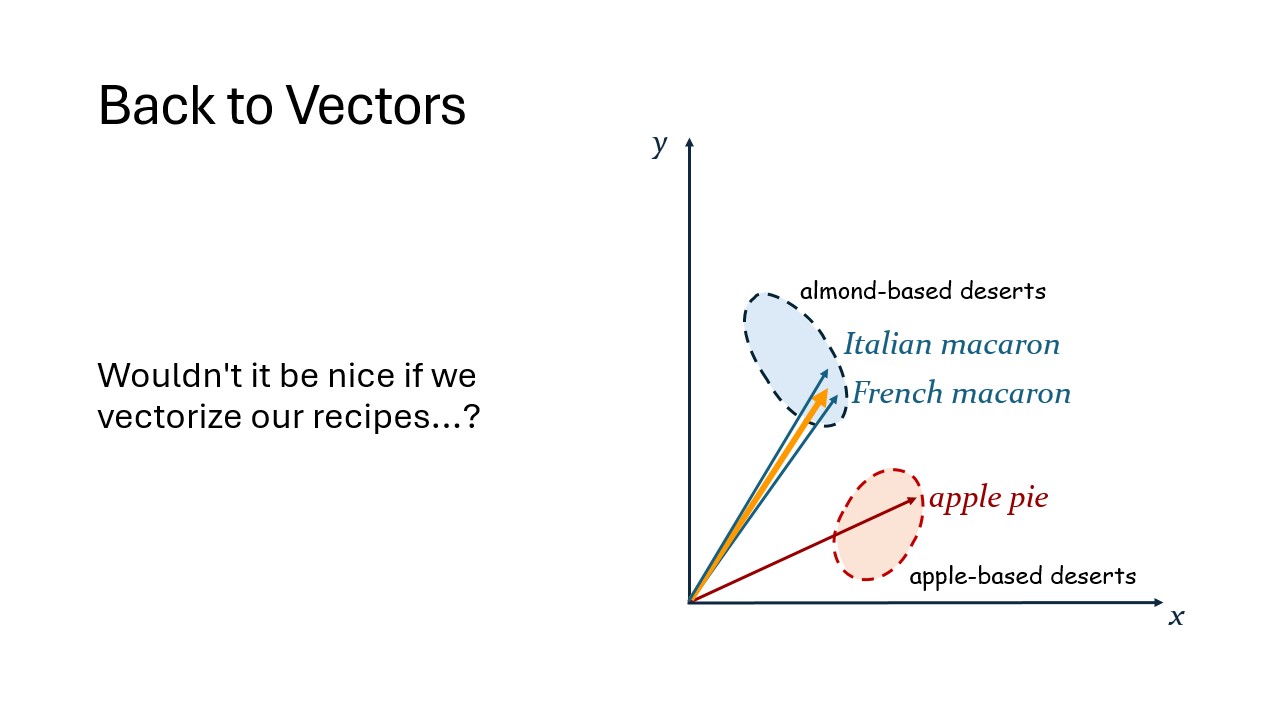 Back to Vectors
y
almond-based deserts
Italian macaron
Wouldn't it be nice if we
vectorize our recipes...?
French macaron
apple pie
apple-based deserts
x